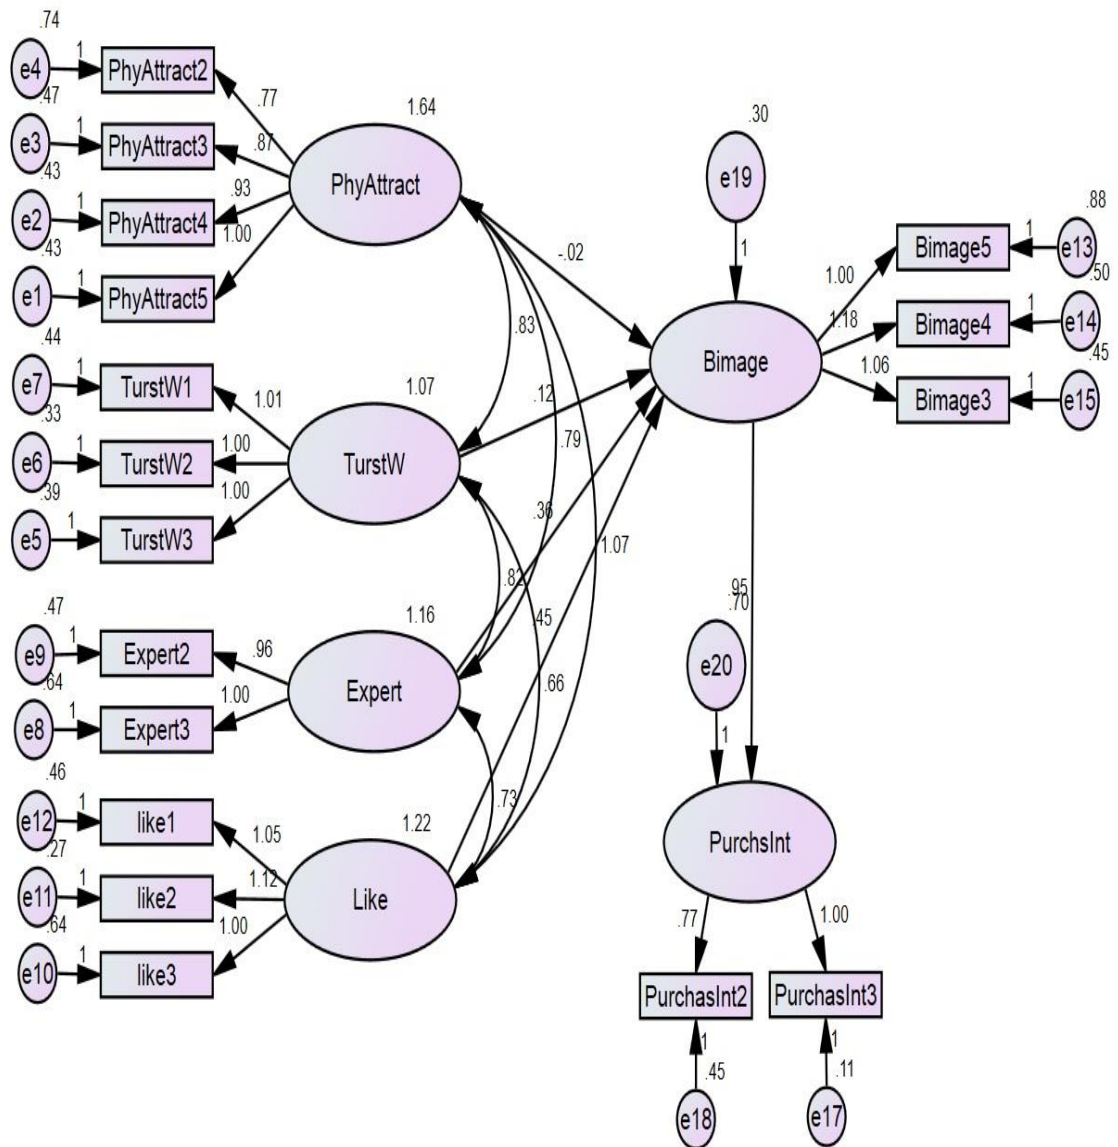 .74
e4
1
PhyAttract2
.47
e3
1
PhyAttract3
.43
e2
1
PhyAttract4
.43
e1
1
PhyAttract5
.77
.87
.93
1.00
1.64
PhyAttract
.44
e7
1
TurstW1
.33
e6
1
TurstW2
.39
e5
1
TurstW3
1.01
1.00
1.00
1.07
TurstW
.47
e9
1
Expert2
.64
e8
1
Expert3
.96
1.00
1.16
Expert
.46
e12
1
like1
.27
e11
1
like2
.64
e10
1
like3
1.05
1.12
1.00
1.22
Like
-.02
.83
.12
.79
.36
1.07
.82
.45
.66
.73
.30
e19
1
Bimage
1.00
1.18
1.06
Bimage5
1
.88
e13
Bimage4
1
.50
e14
Bimage3
1
.45
e15
.95
.70
e20
1
PurchsInt
.77
1.00
PurchasInt2
PurchasInt3
1
.45
e18
1
.11
e17